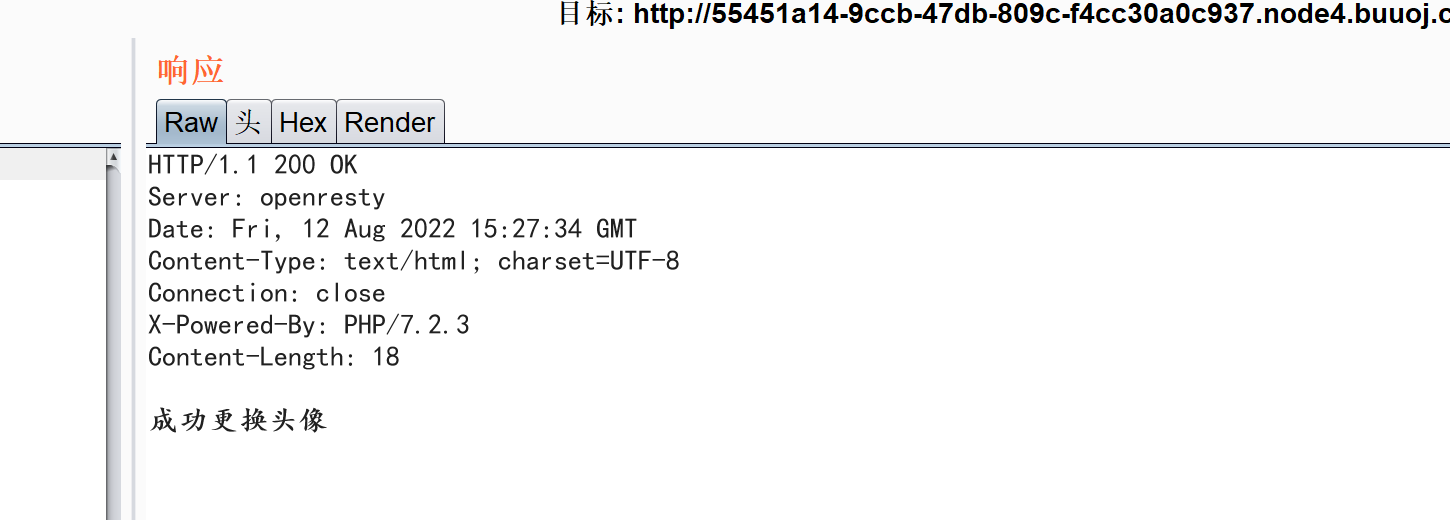 目标: http://55451a14-9ccb-47db-809c-f4cc30a0c937.node4.buuoj.c
响应
Raw 头 Hex Render
HTTP/1.1 200 OK
Server: openresty
Date: Fri, 12 Aug 2022 15:27:34 GMT
Content-Type: text/html; charset=UTF-8
Connection: close
X-Powered-By: PHP/7.2.3
Content-Length: 18
成功更换头像